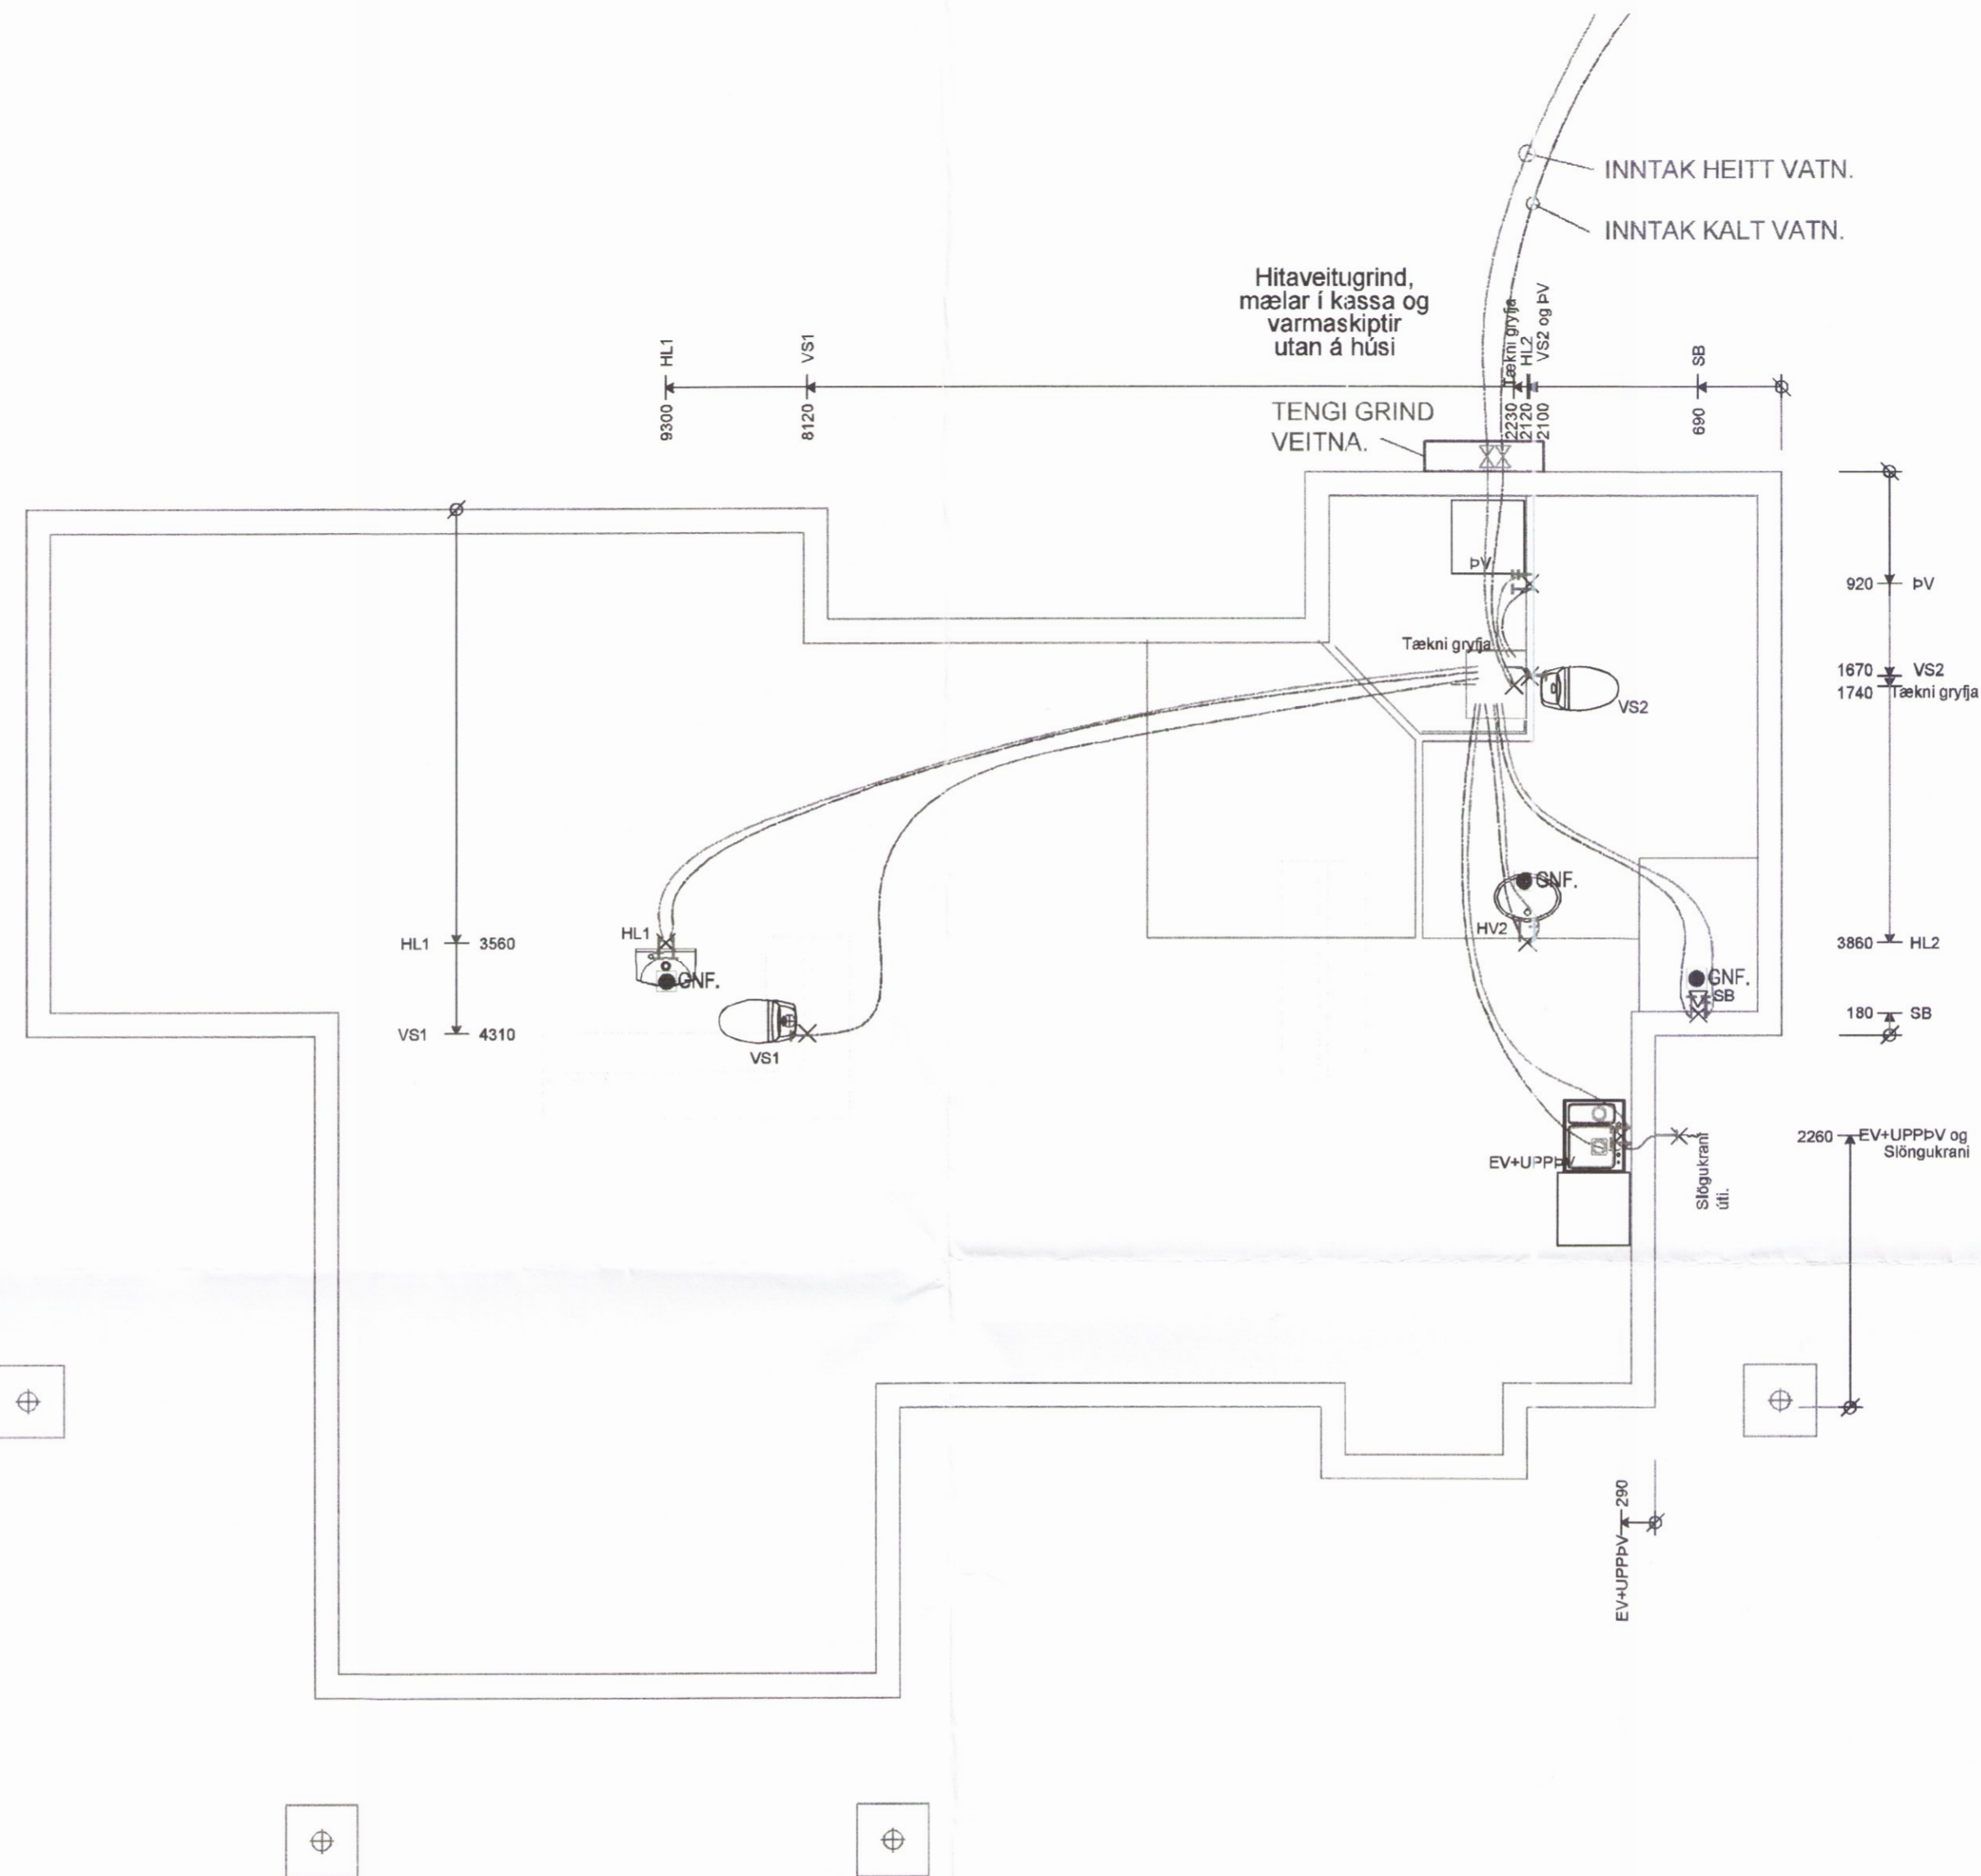 INNTAK HEITT VATN.
INNTAK KALT VATN.
Hitaveitugrind,
mælar í kassa og
varmaskiptir
utan á húsi
9300 HL1
8120 VS1
2230 Tækni gryfja
2120 HL2
2100 VS2 og ÞV
690 SB
TENGI GRIND
VEITNA.
ÞV
920 ÞV
Tækni gryfja
1670 VS2
1740 Tækni gryfja
VS2
GNF.
HV2
HL1 3560
HL1
GNF.
3860 HL2
GNF.
SB
180 SB
VS1 4310
VS1
EV+UPPÞV
Slögukrani
úti.
2260 EV+UPPÞV og
Slöngukrani
EV+UPPÞV 290